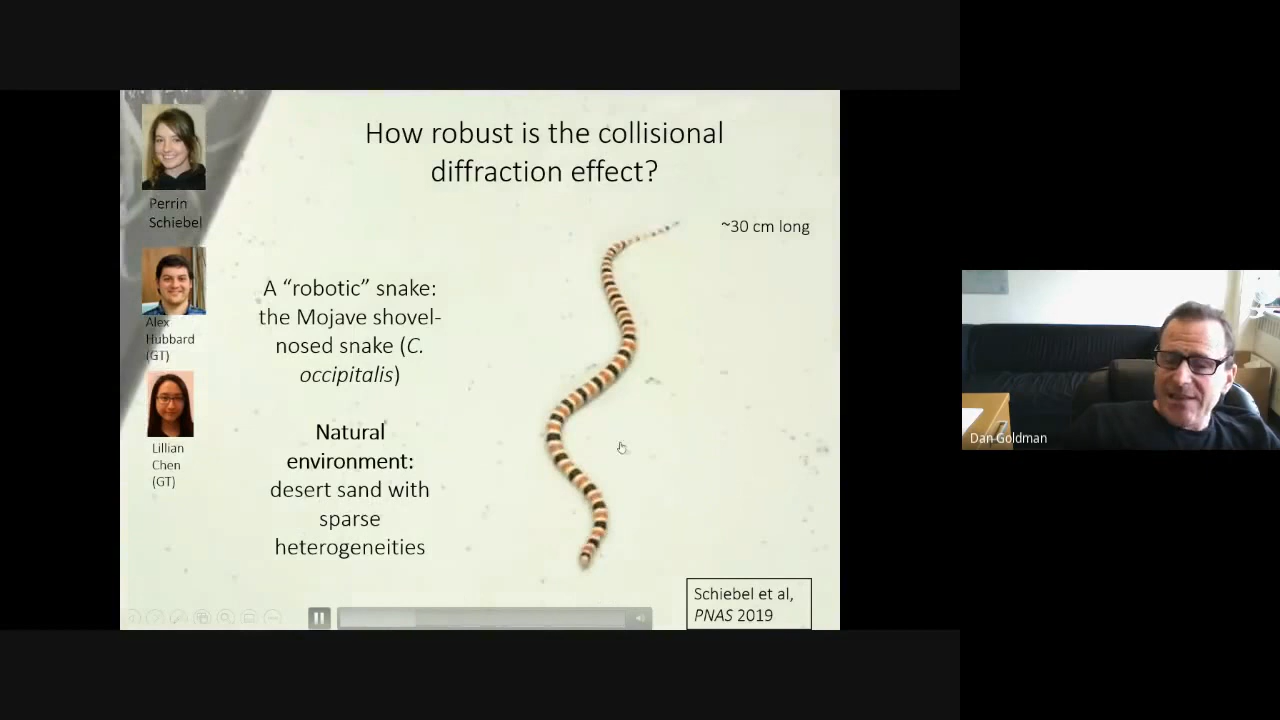 How robust is the collisional
diffraction effect?
Perrin
Schiebel
~30 cm long
Alex
Hubbard
(GT)
A “robotic” snake:
the Mojave shovel-
nosed snake (C.
occipitalis)
Lillian
Chen
(GT)
Natural
environment:
desert sand with
sparse
heterogeneities
Schiebel et al,
PNAS 2019
Dan Goldman